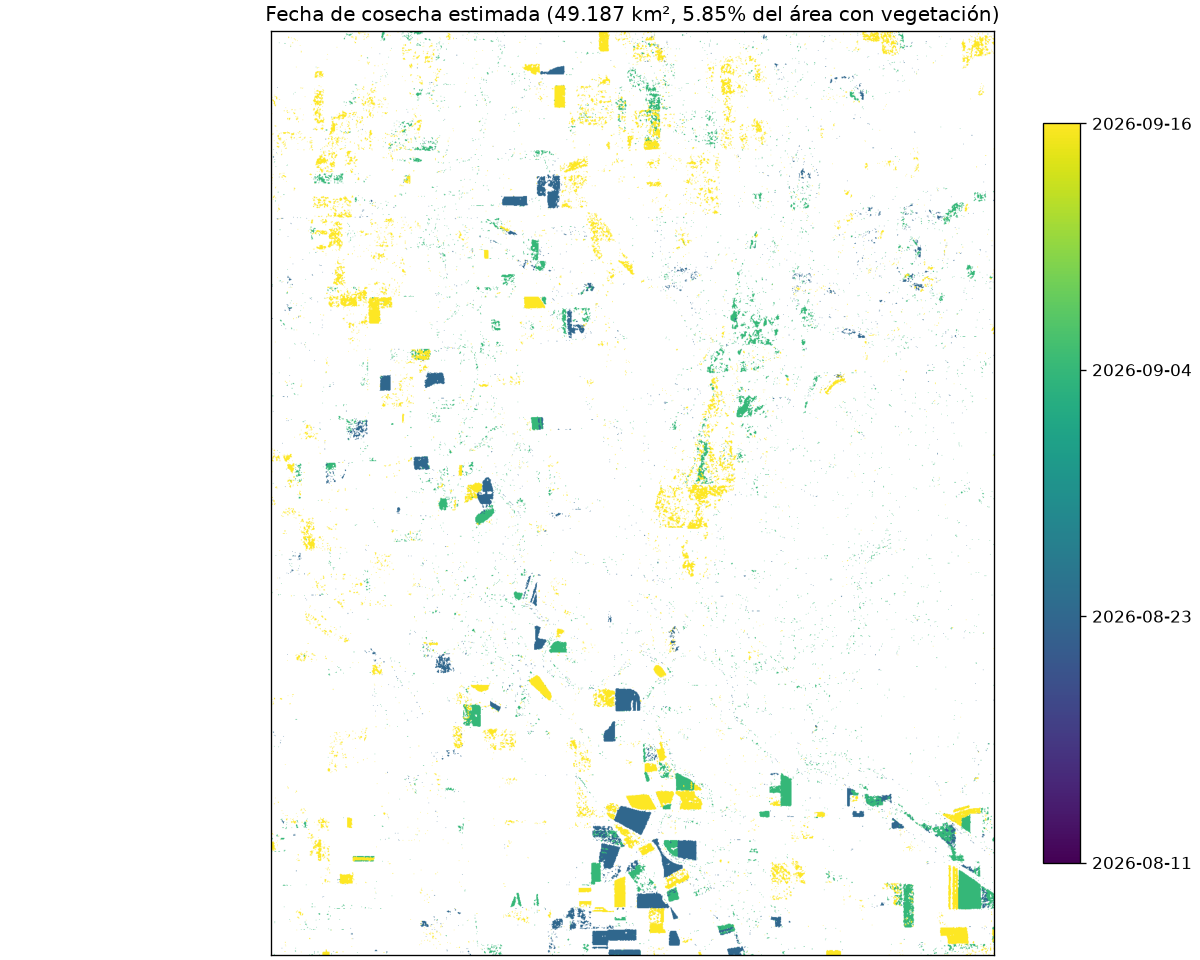 Fecha de cosecha estimada (49.187 km², 5.85% del área con vegetación)
2026-09-16
2026-09-04
2026-08-23
2026-08-11